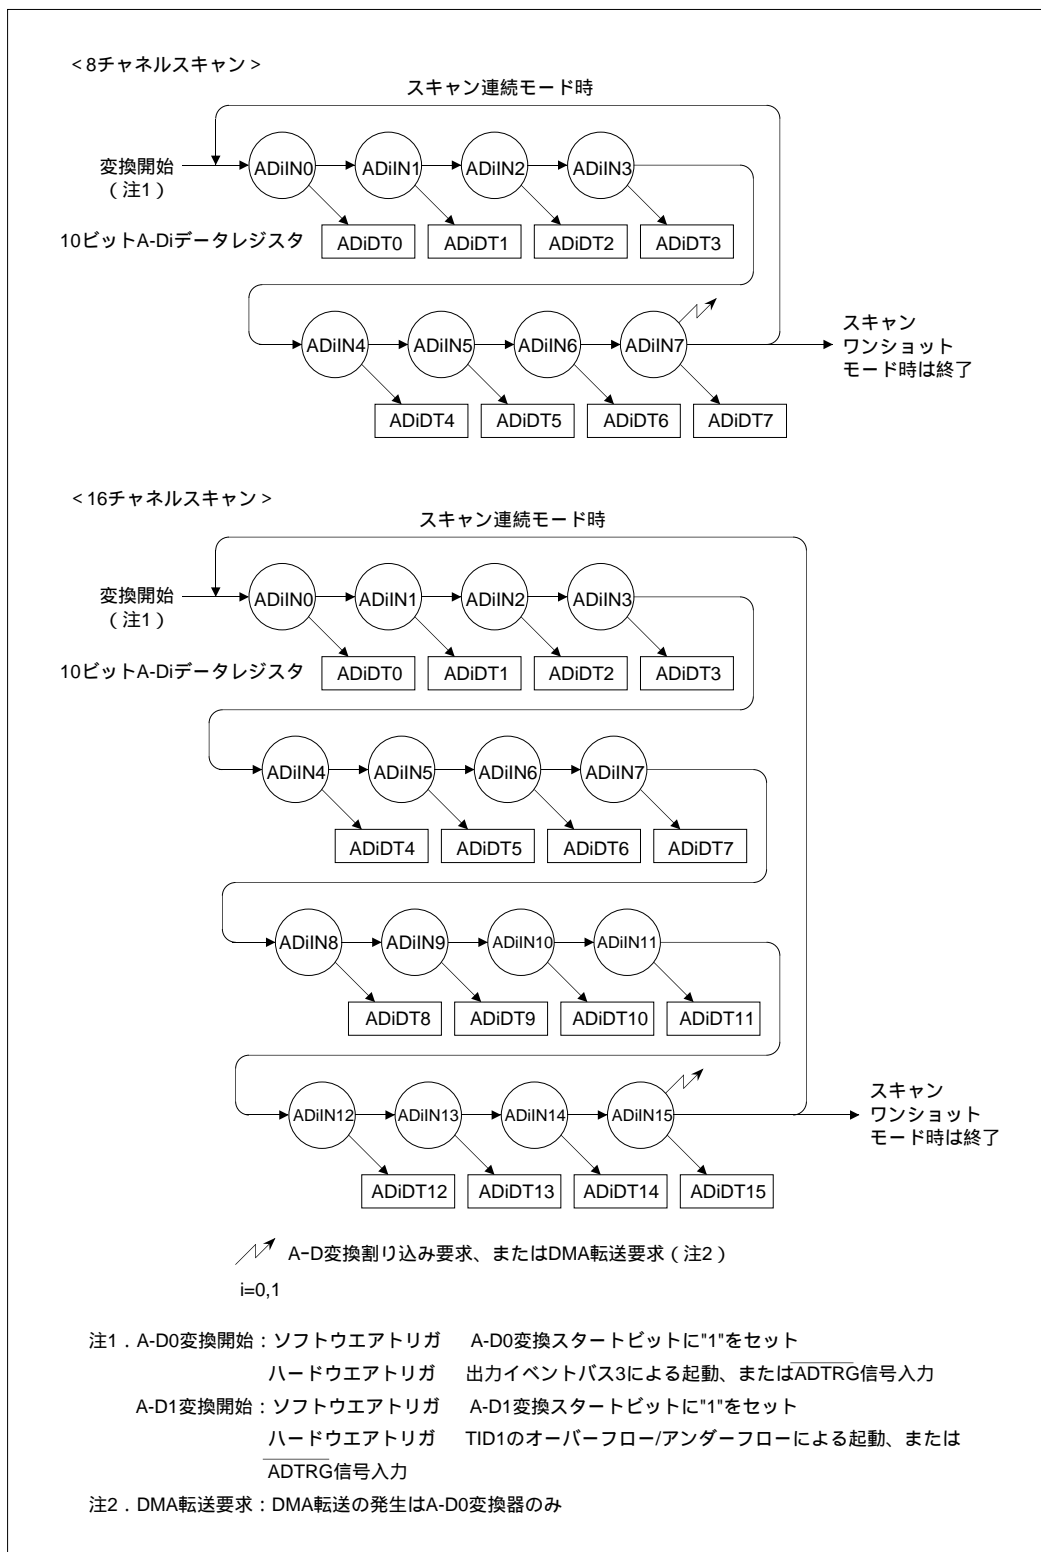 ＜8チャネルスキャン＞
スキャン連続モード時
変換開始
（注1）
ADiIN0 ADiIN1 ADiIN2 ADiIN3
10ビットA-Diデータレジスタ ADiDT0 ADiDT1 ADiDT2 ADiDT3
ADiIN4 ADiIN5 ADiIN6 ADiIN7
スキャン
ワンショット
モード時は終了
ADiDT4 ADiDT5 ADiDT6 ADiDT7
＜16チャネルスキャン＞
スキャン連続モード時
変換開始
（注1）
ADiIN0 ADiIN1 ADiIN2 ADiIN3
10ビットA-Diデータレジスタ ADiDT0 ADiDT1 ADiDT2 ADiDT3
ADiIN4 ADiIN5 ADiIN6 ADiIN7
ADiDT4 ADiDT5 ADiDT6 ADiDT7
ADiIN8 ADiIN9 ADiIN10 ADiIN11
ADiDT8 ADiDT9 ADiDT10 ADiDT11
ADiIN12 ADiIN13 ADiIN14 ADiIN15
スキャン
ワンショット
モード時は終了
ADiDT12 ADiDT13 ADiDT14 ADiDT15
A-D変換割り込み要求、またはDMA転送要求（注2）
i=0,1
注1．A-D0変換開始：ソフトウエアトリガ A-D0変換スタートビットに"1"をセット
ハードウエアトリガ 出力イベントバス3による起動、またはADTRG信号入力
A-D1変換開始：ソフトウエアトリガ A-D1変換スタートビットに"1"をセット
ハードウエアトリガ TID1のオーバーフロー/アンダーフローによる起動、または
ADTRG信号入力
注2．DMA転送要求：DMA転送の発生はA-D0変換器のみ